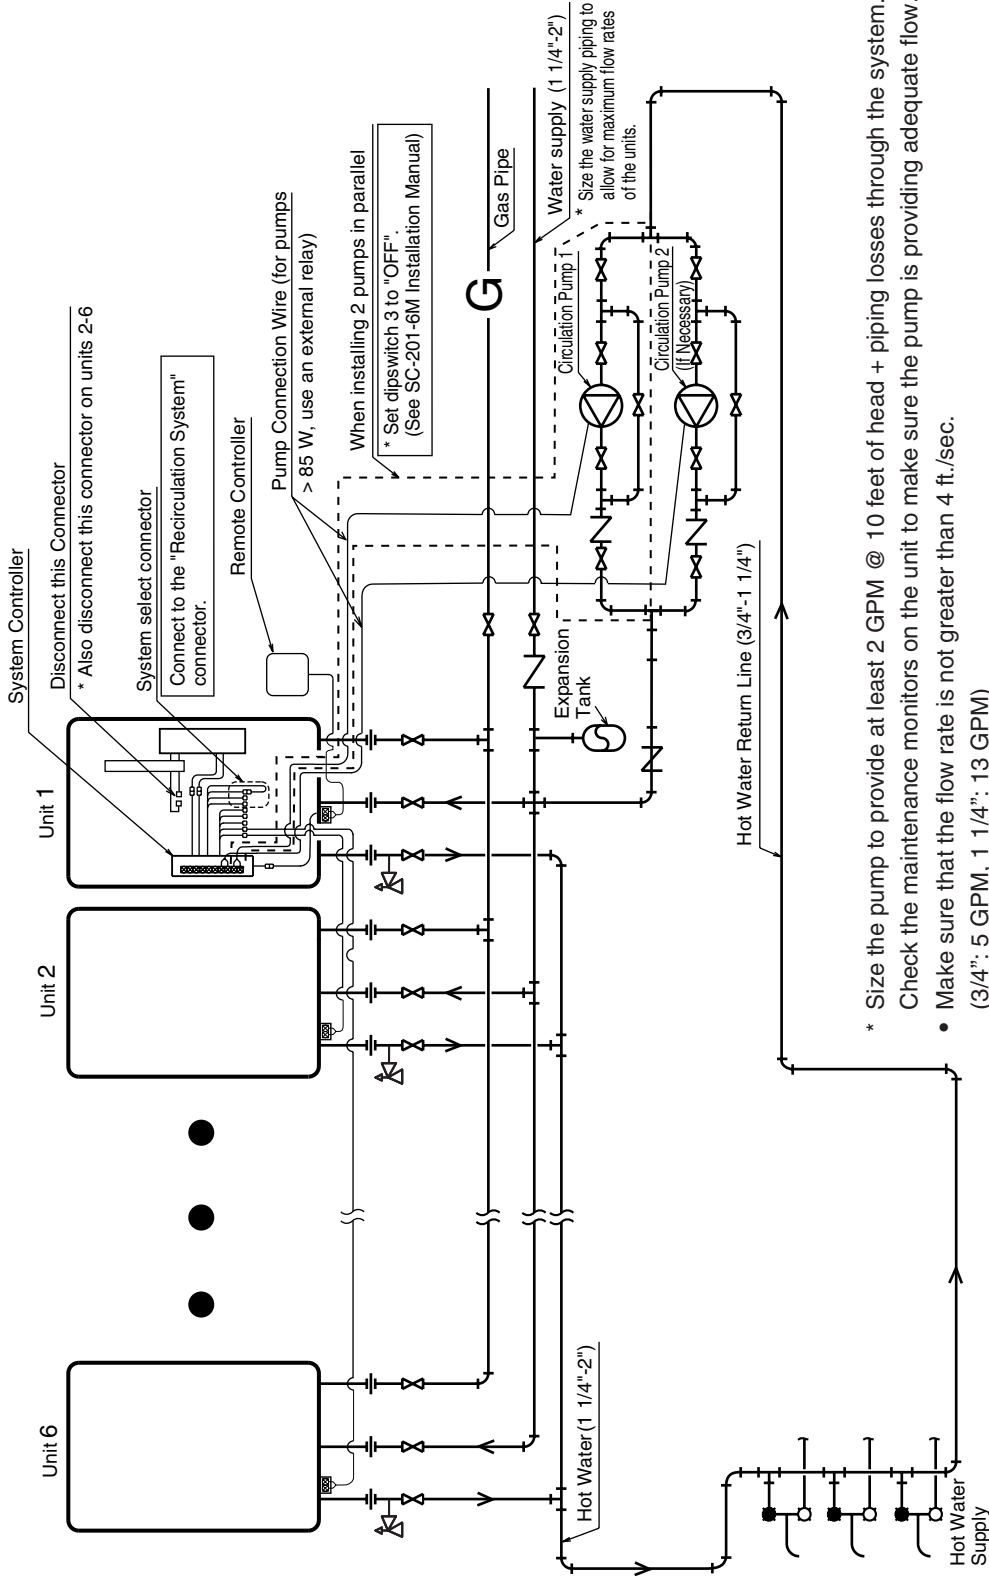 System Controller
Disconnect this Connector
* Also disconnect this connector on units 2-6
System select connector
Connect to the "Recirculation System"
connector.
Remote Controller
Pump Connection Wire (for pumps
> 85 W, use an external relay)
When installing 2 pumps in parallel
* Set dipswitch 3 to "OFF".
(See SC-201-6M Installation Manual)
G
Gas Pipe
Water supply (1 1/4"-2")
* Size the water supply piping to
allow for maximum flow rates
of the units.
Unit 1
Unit 2
Unit 6
Circulation Pump 1
Circulation Pump 2
(If Necessary)
Expansion
Tank
Hot Water Return Line (3/4"-1 1/4")
Hot Water (1 1/4"-2")
Hot Water
Supply
* Size the pump to provide at least 2 GPM @ 10 feet of head + piping losses through the system.
Check the maintenance monitors on the unit to make sure the pump is providing adequate flow.
• Make sure that the flow rate is not greater than 4 ft./sec.
(3/4”: 5 GPM, 1 1/4”: 13 GPM)